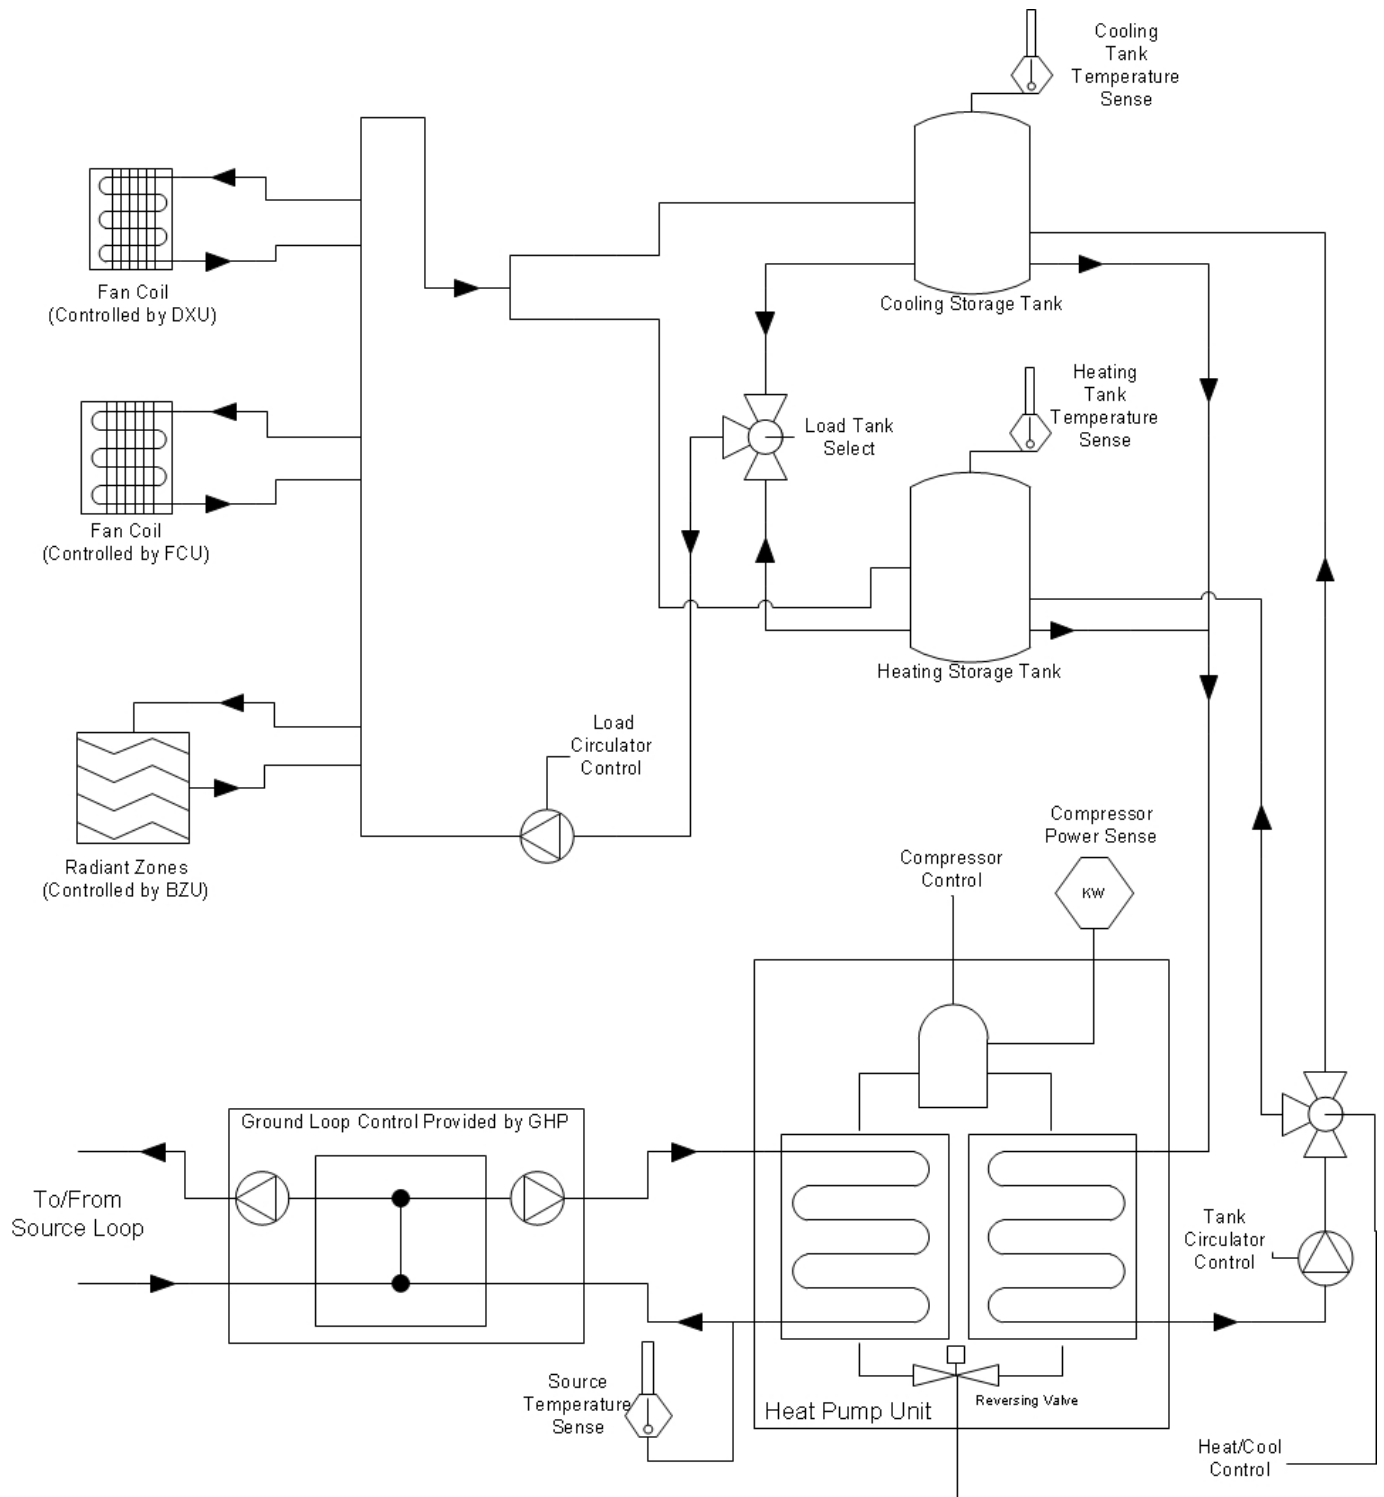 Cooling
Tank
Temperature
Sense
Fan Coil
(Controlled by DXU)
Cooling Storage Tank
Heating
Tank
Temperature
Sense
Load Tank
Select
Fan Coil
(Controlled by FCU)
Heating Storage Tank
Load
Circulator
Control
Radiant Zones
(Controlled by BZU)
Compressor
Power Sense
Compressor
Control
KW
Ground Loop Control Provided by GHP
To/From
Source Loop
Tank
Circulator
Control
Source
Temperature
Sense
Reversing Valve
Heat Pump Unit
Heat/Cool
Control